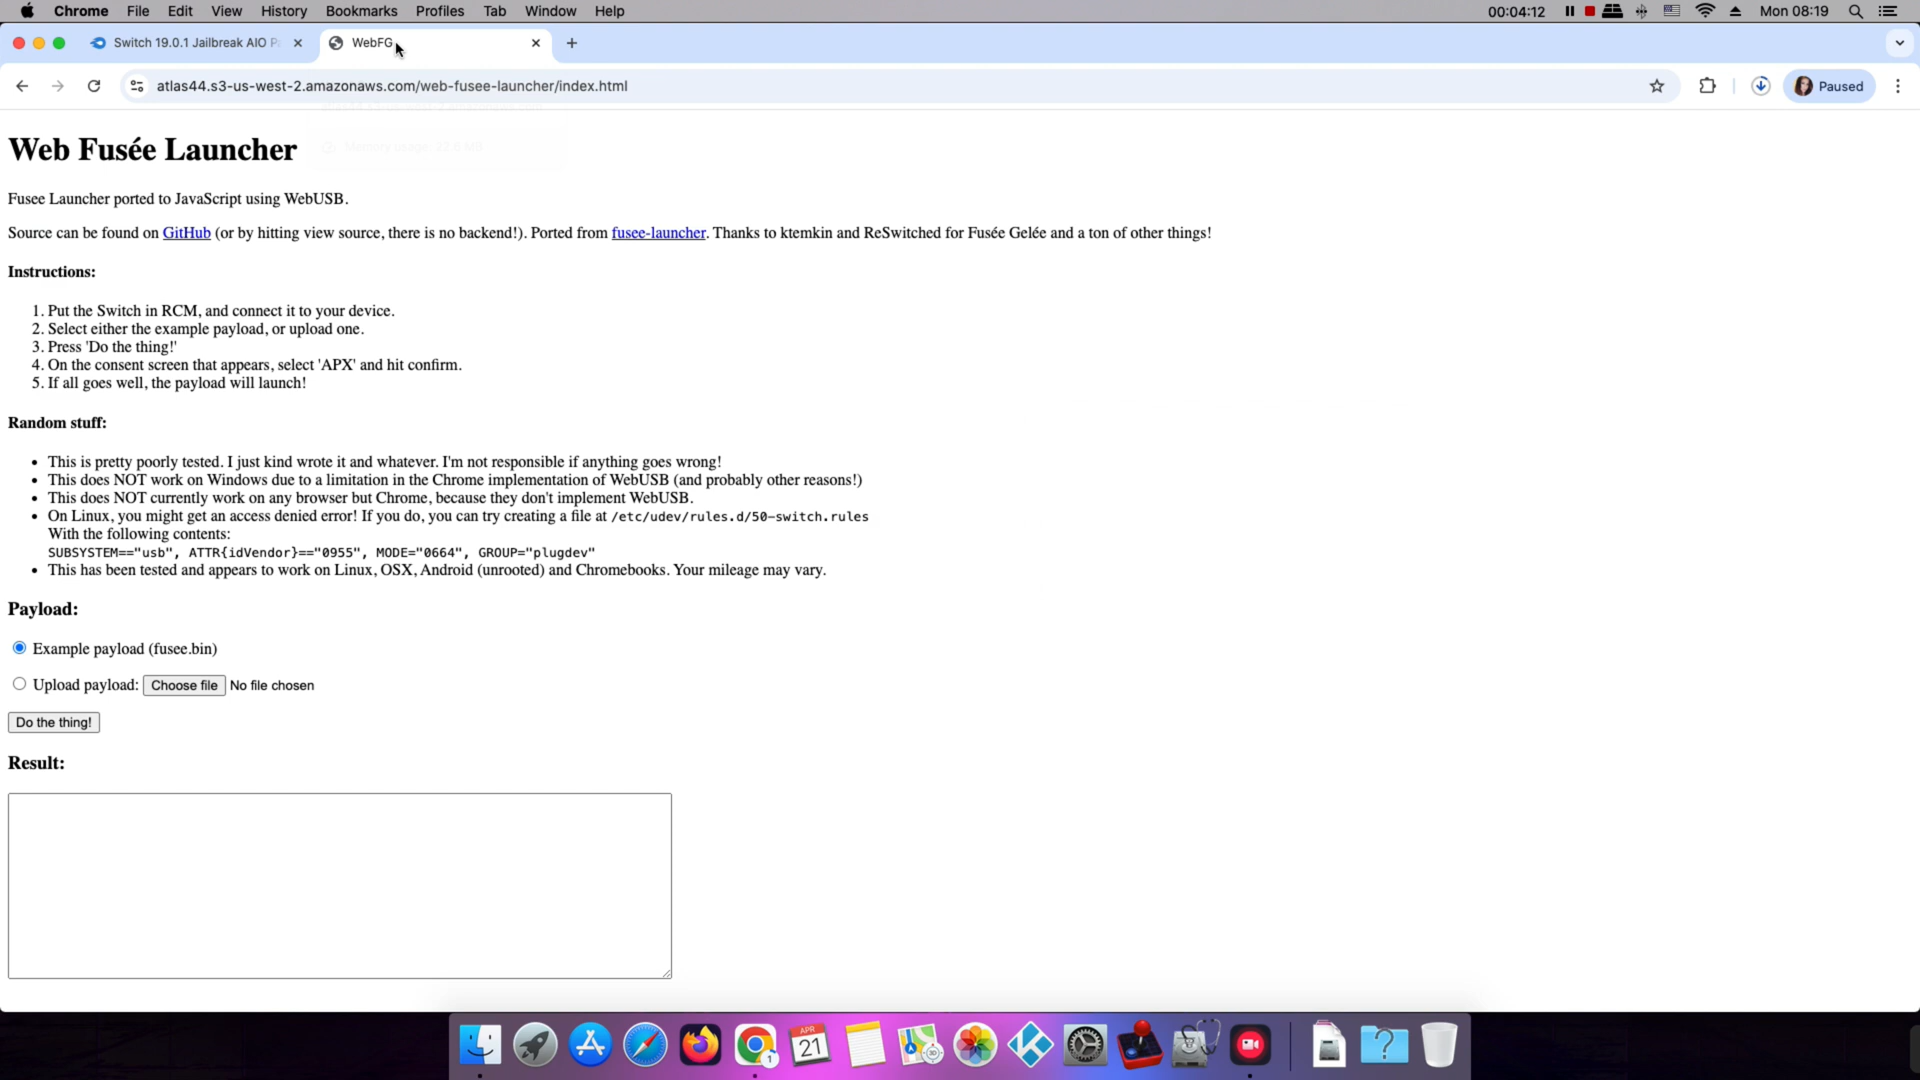 Chrome File Edit View History Bookmarks Profiles Tab Window Help 00:04:12 Mon 08:19
Switch 19.0.1 Jailbreak AIO WebFG
atlas44.s3-us-west-2.amazonaws.com/web-fusee-launcher/index.html Paused
Web Fusée Launcher
Memory usage:
Fusee Launcher ported to JavaScript using WebUSB.
Source can be found on GitHub (or by hitting view source, there is no backend!). Ported from fusee-launcher. Thanks to ktemkin and ReSwitched for Fusée Gelée and a ton of other things!
Instructions:
1. Put the Switch in RCM, and connect it to your device.
2. Select either the example payload, or upload one.
3. Press 'Do the thing!'
4. On the consent screen that appears, select 'APX' and hit confirm.
5. If all goes well, the payload will launch!
Random stuff:
• This is pretty poorly tested. I just kind wrote it and whatever. I'm not responsible if anything goes wrong!
• This does NOT work on Windows due to a limitation in the Chrome implementation of WebUSB (and probably other reasons!)
• This does NOT currently work on any browser but Chrome, because they don't implement WebUSB.
• On Linux, you might get an access denied error! If you do, you can try creating a file at /etc/udev/rules.d/50-switch.rules
With the following contents:
SUBSYSTEM=="usb", ATTR{idVendor}=="0955", MODE="0664", GROUP="plugdev"
• This has been tested and appears to work on Linux, OSX, Android (unrooted) and Chromebooks. Your mileage may vary.
Payload:
Example payload (fusee.bin)
Upload payload: Choose file No file chosen
Do the thing!
Result:
APR
21